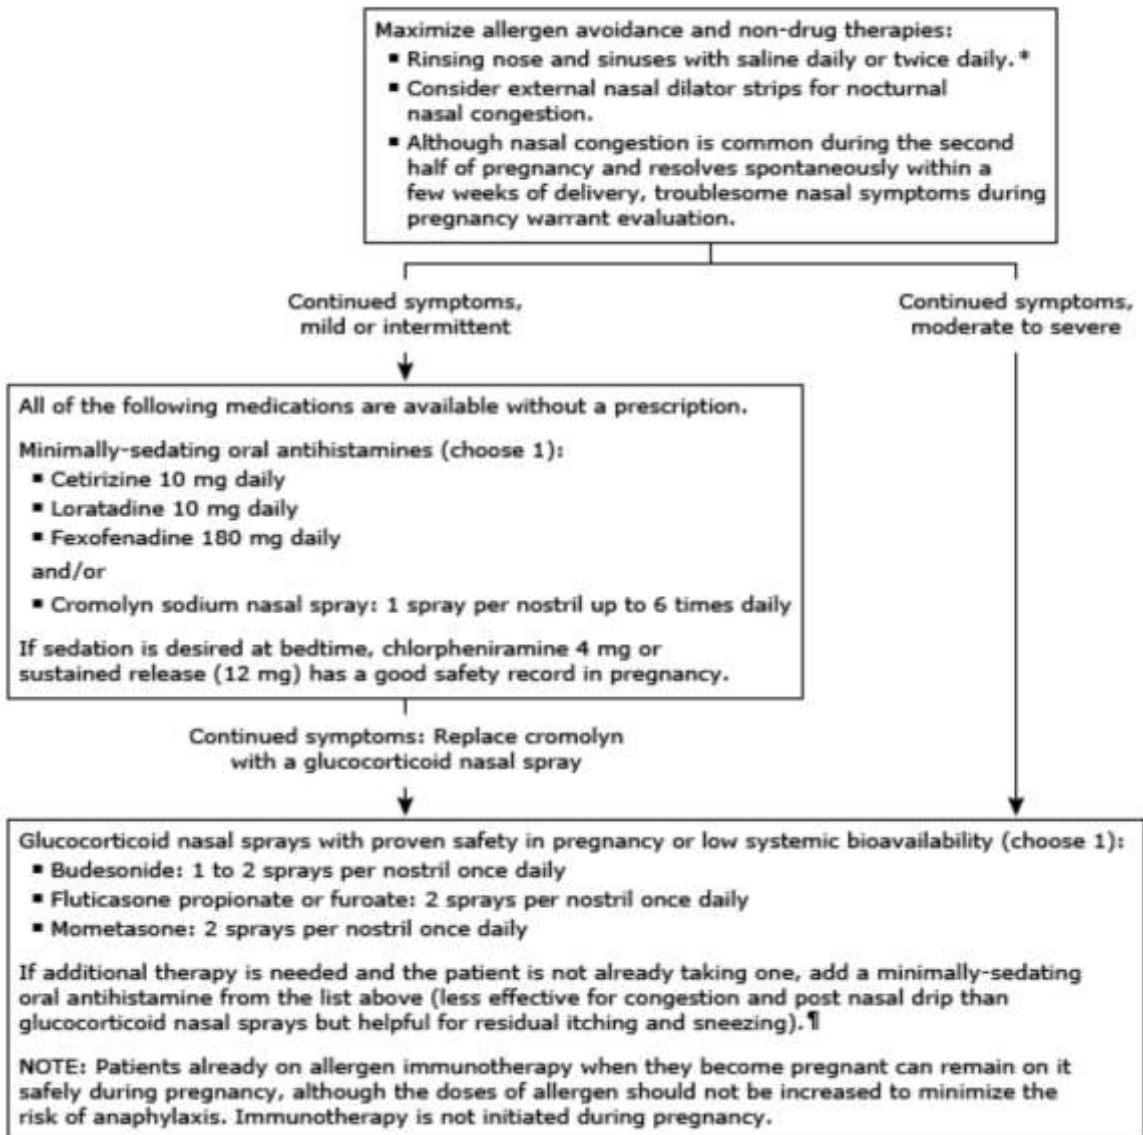 Maximize allergen avoidance and non-drug therapies:
▪ Rinsing nose and sinuses with saline daily or twice daily.*
▪ Consider external nasal dilator strips for nocturnal
nasal congestion.
▪ Although nasal congestion is common during the second
half of pregnancy and resolves spontaneously within a
few weeks of delivery, troublesome nasal symptoms during
pregnancy warrant evaluation.
Continued symptoms,
mild or intermittent
Continued symptoms,
moderate to severe
All of the following medications are available without a prescription.
Minimally-sedating oral antihistamines (choose 1):
▪ Cetirizine 10 mg daily
▪ Loratadine 10 mg daily
▪ Fexofenadine 180 mg daily
and/or
▪ Cromolyn sodium nasal spray: 1 spray per nostril up to 6 times daily
If sedation is desired at bedtime, chlorpheniramine 4 mg or
sustained release (12 mg) has a good safety record in pregnancy.
Continued symptoms: Replace cromolyn
with a glucocorticoid nasal spray
Glucocorticoid nasal sprays with proven safety in pregnancy or low systemic bioavailability (choose 1):
▪ Budesonide: 1 to 2 sprays per nostril once daily
▪ Fluticasone propionate or furoate: 2 sprays per nostril once daily
▪ Mometasone: 2 sprays per nostril once daily
If additional therapy is needed and the patient is not already taking one, add a minimally-sedating
oral antihistamine from the list above (less effective for congestion and post nasal drip than
glucocorticoid nasal sprays but helpful for residual itching and sneezing).¶
NOTE: Patients already on allergen immunotherapy when they become pregnant can remain on it
safely during pregnancy, although the doses of allergen should not be increased to minimize the
risk of anaphylaxis. Immunotherapy is not initiated during pregnancy.